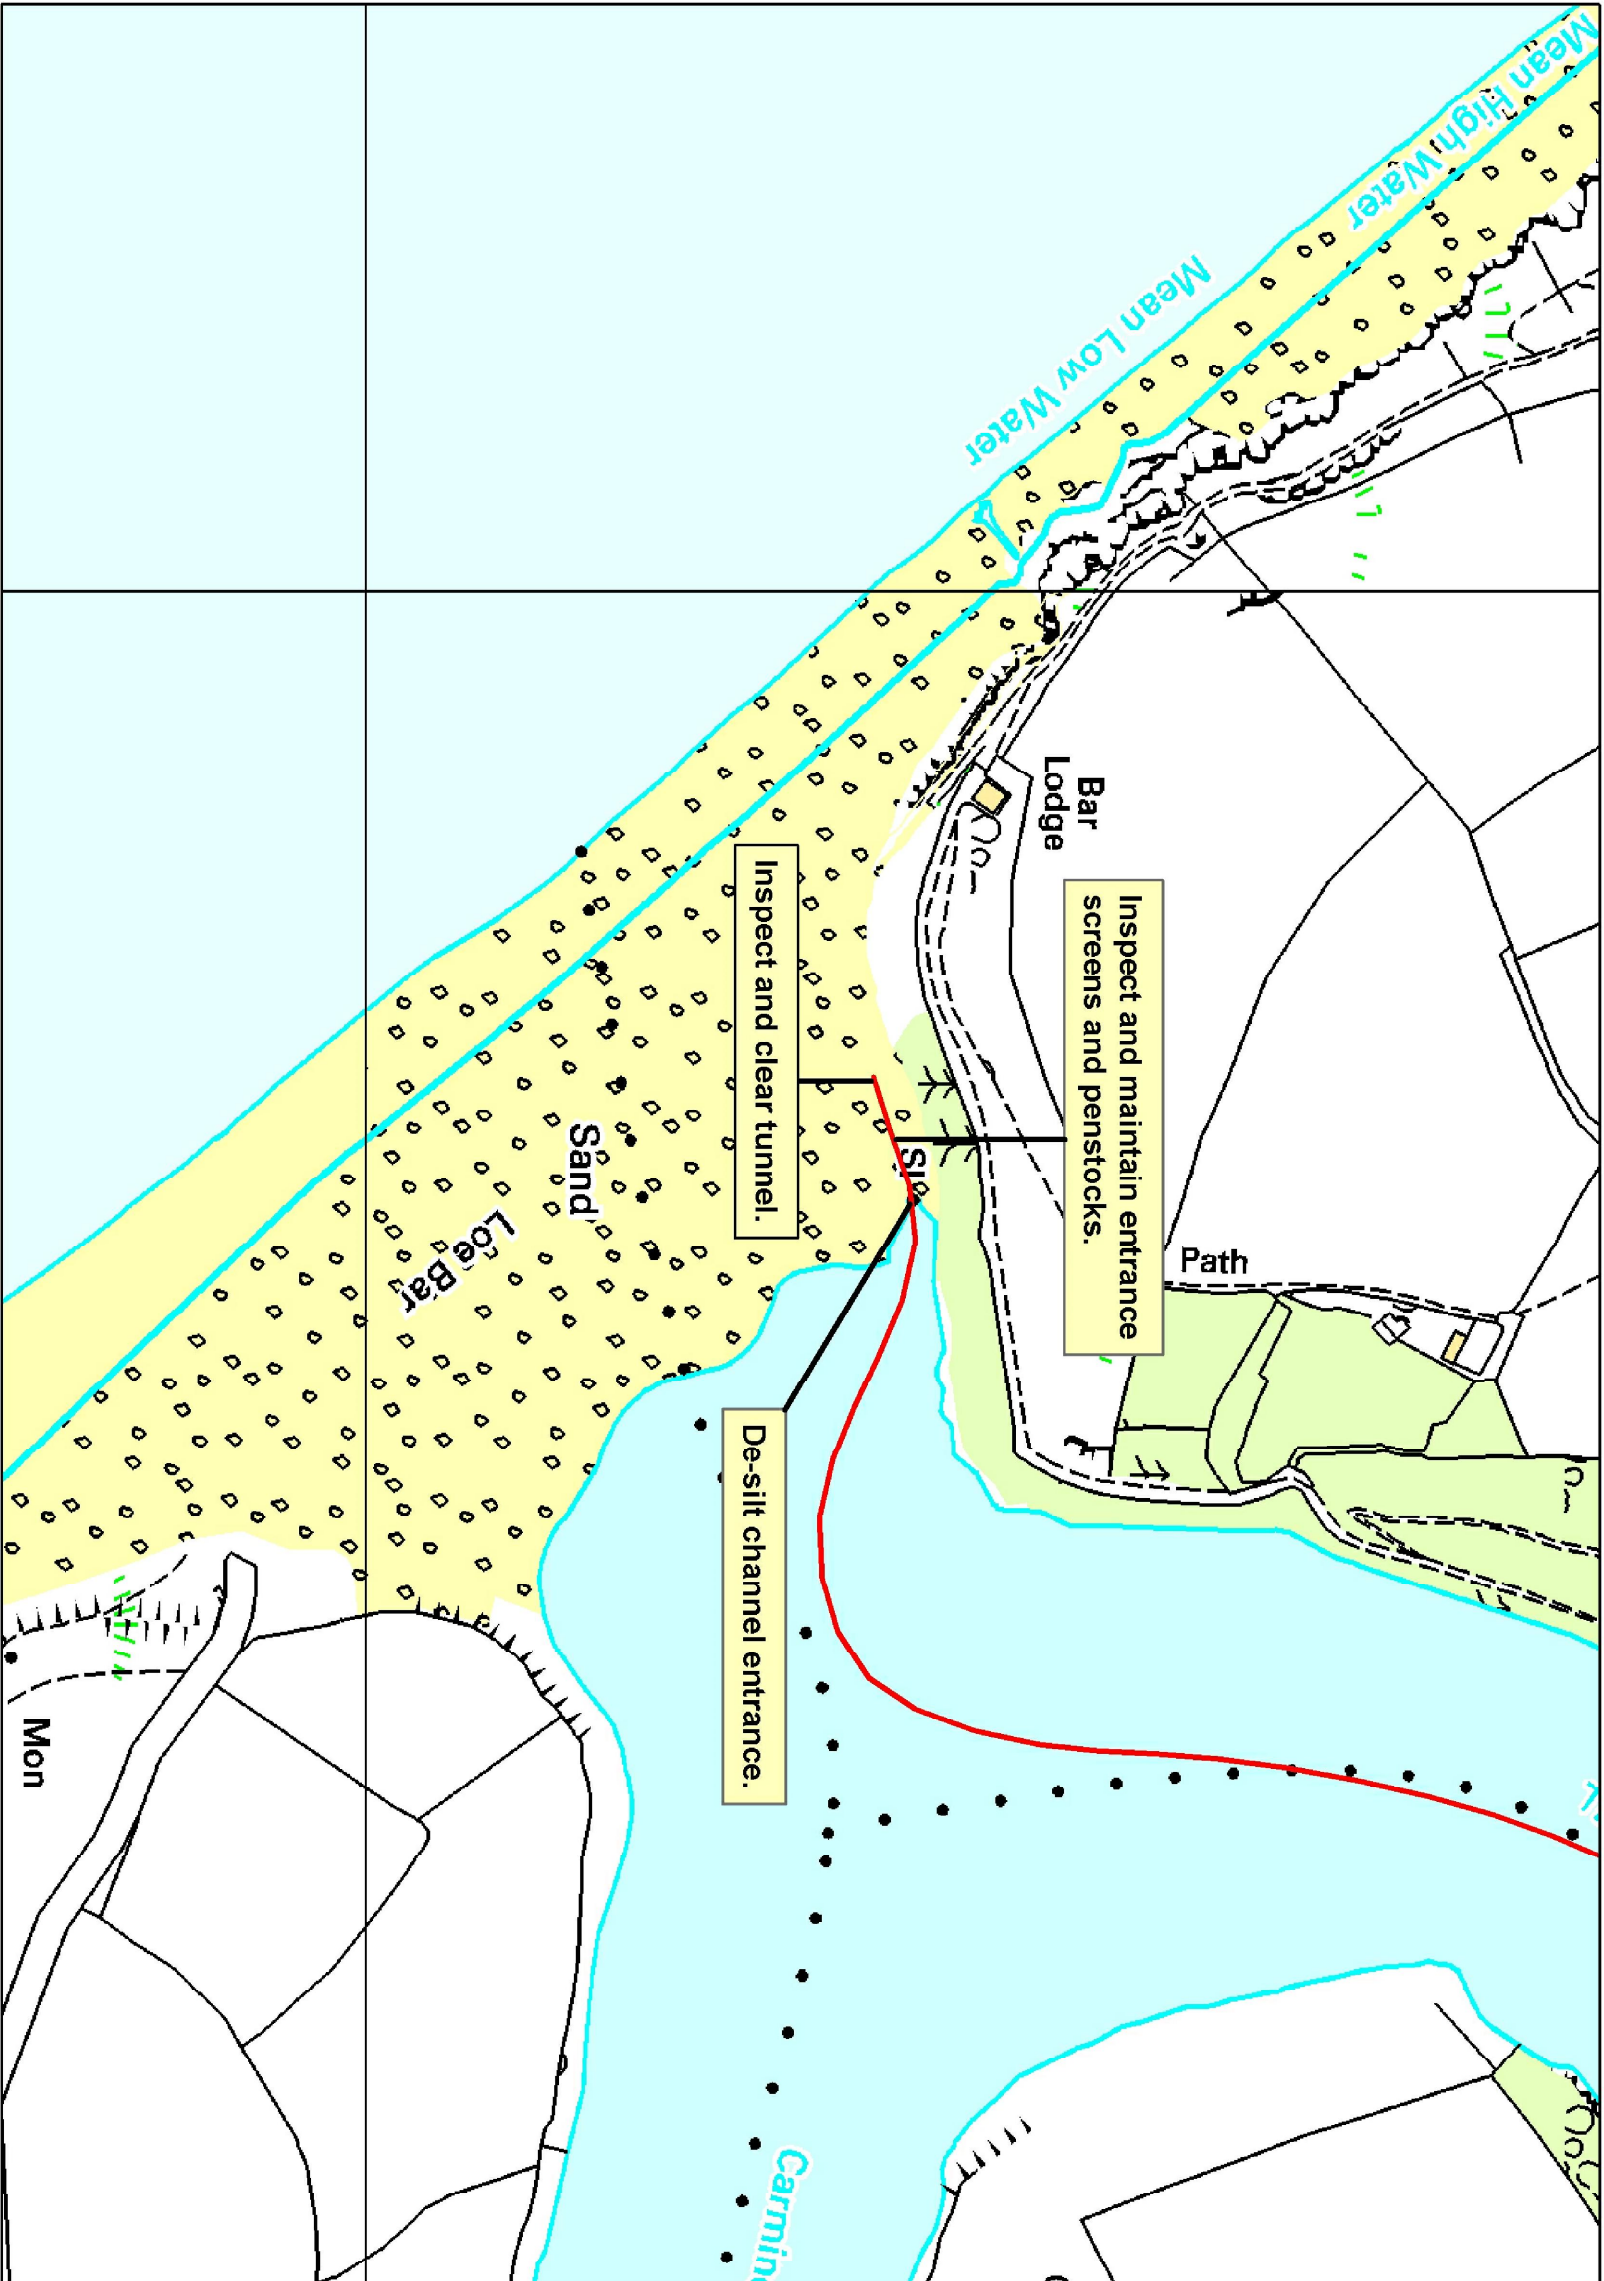 Mean High Water
Mean Low Water
Bar
Lodge
Inspect and maintain entrance
screens and penstocks.
Inspect and clear tunnel.
Path
Sand
Loe Bar
De-silt channel entrance.
Mon
Carmin